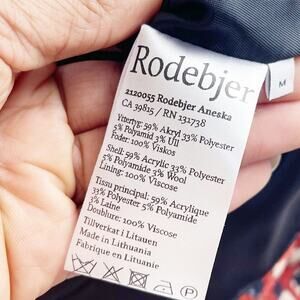 Rodebjer
2120055 Rodebjer Aneska
CA 39815 / RN 131738
Yttertyg: 59% Akryl 33% Polyester
5% Polyamid 3% Ull
Foder: 100% Viskos
Shell: 59% Acrylic 33% Polyester
5% Polyamide 3% Wool
Lining: 100% Viscose
Tissu principal: 59% Acrylique
33% Polyester 5% Polyamide
3% Laine
Doublure: 100% Viscose
Tillverkat i Litauen
Made in Lithuania
Fabrique en Lituanie
P
M